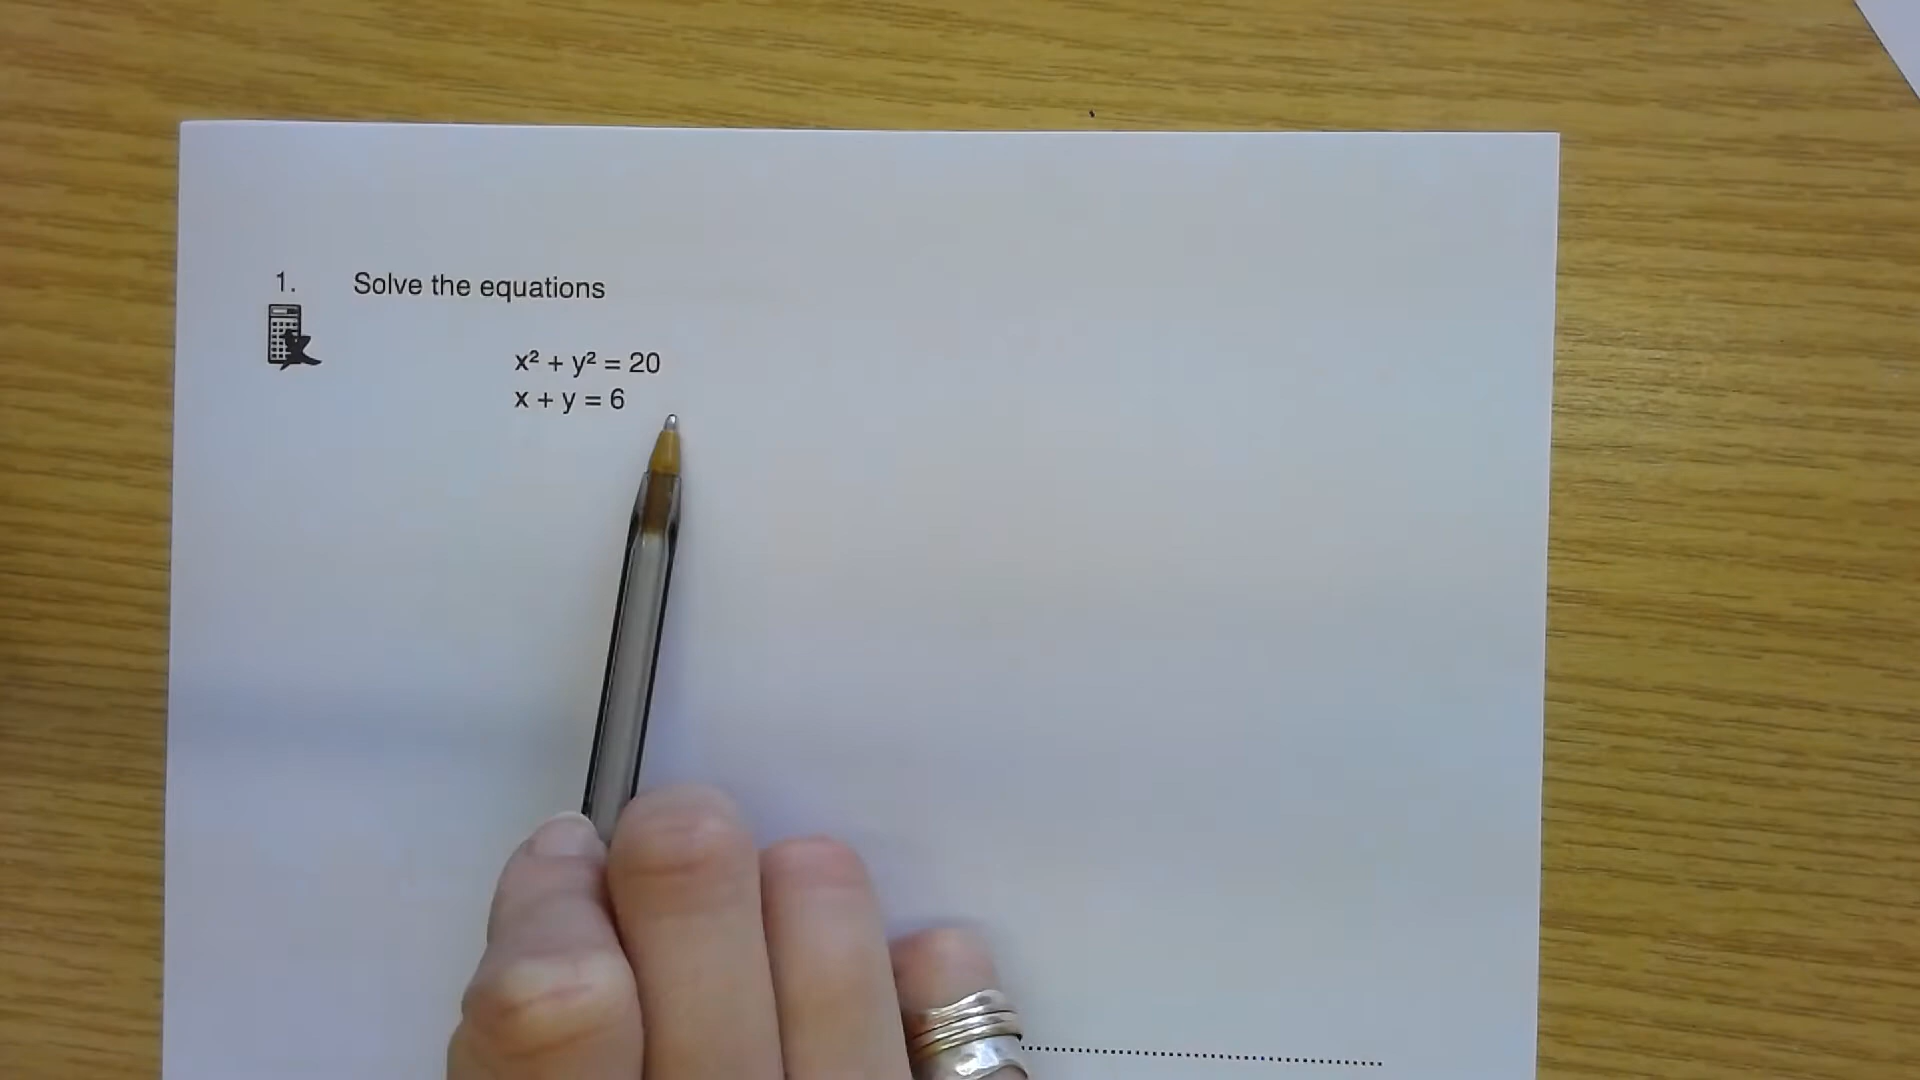 1. Solve the equations
x² + y² = 20
x + y = 6